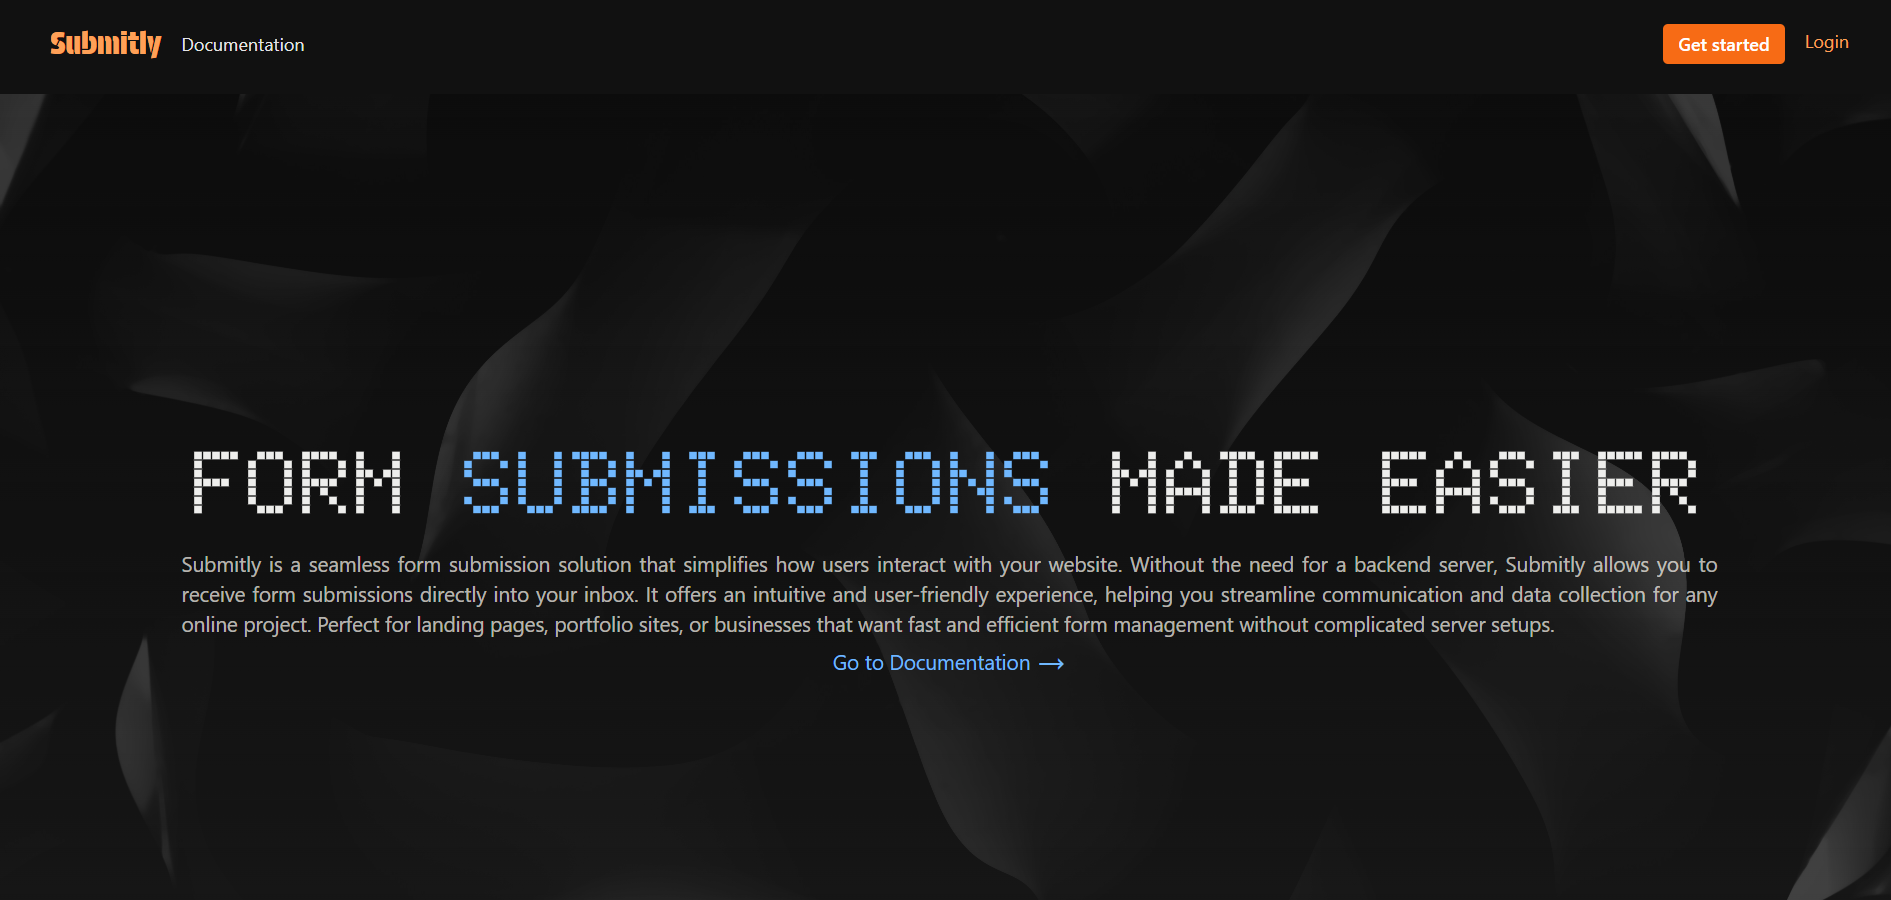 Submitly Documentation Get started Login
FORM SUBMISSIONS MADE EASIER
Submitly is a seamless form submission solution that simplifies how users interact with your website. Without the need for a backend server, Submitly allows you to
receive form submissions directly into your inbox. It offers an intuitive and user-friendly experience, helping you streamline communication and data collection for any
online project. Perfect for landing pages, portfolio sites, or businesses that want fast and efficient form management without complicated server setups.
Go to Documentation ⟶